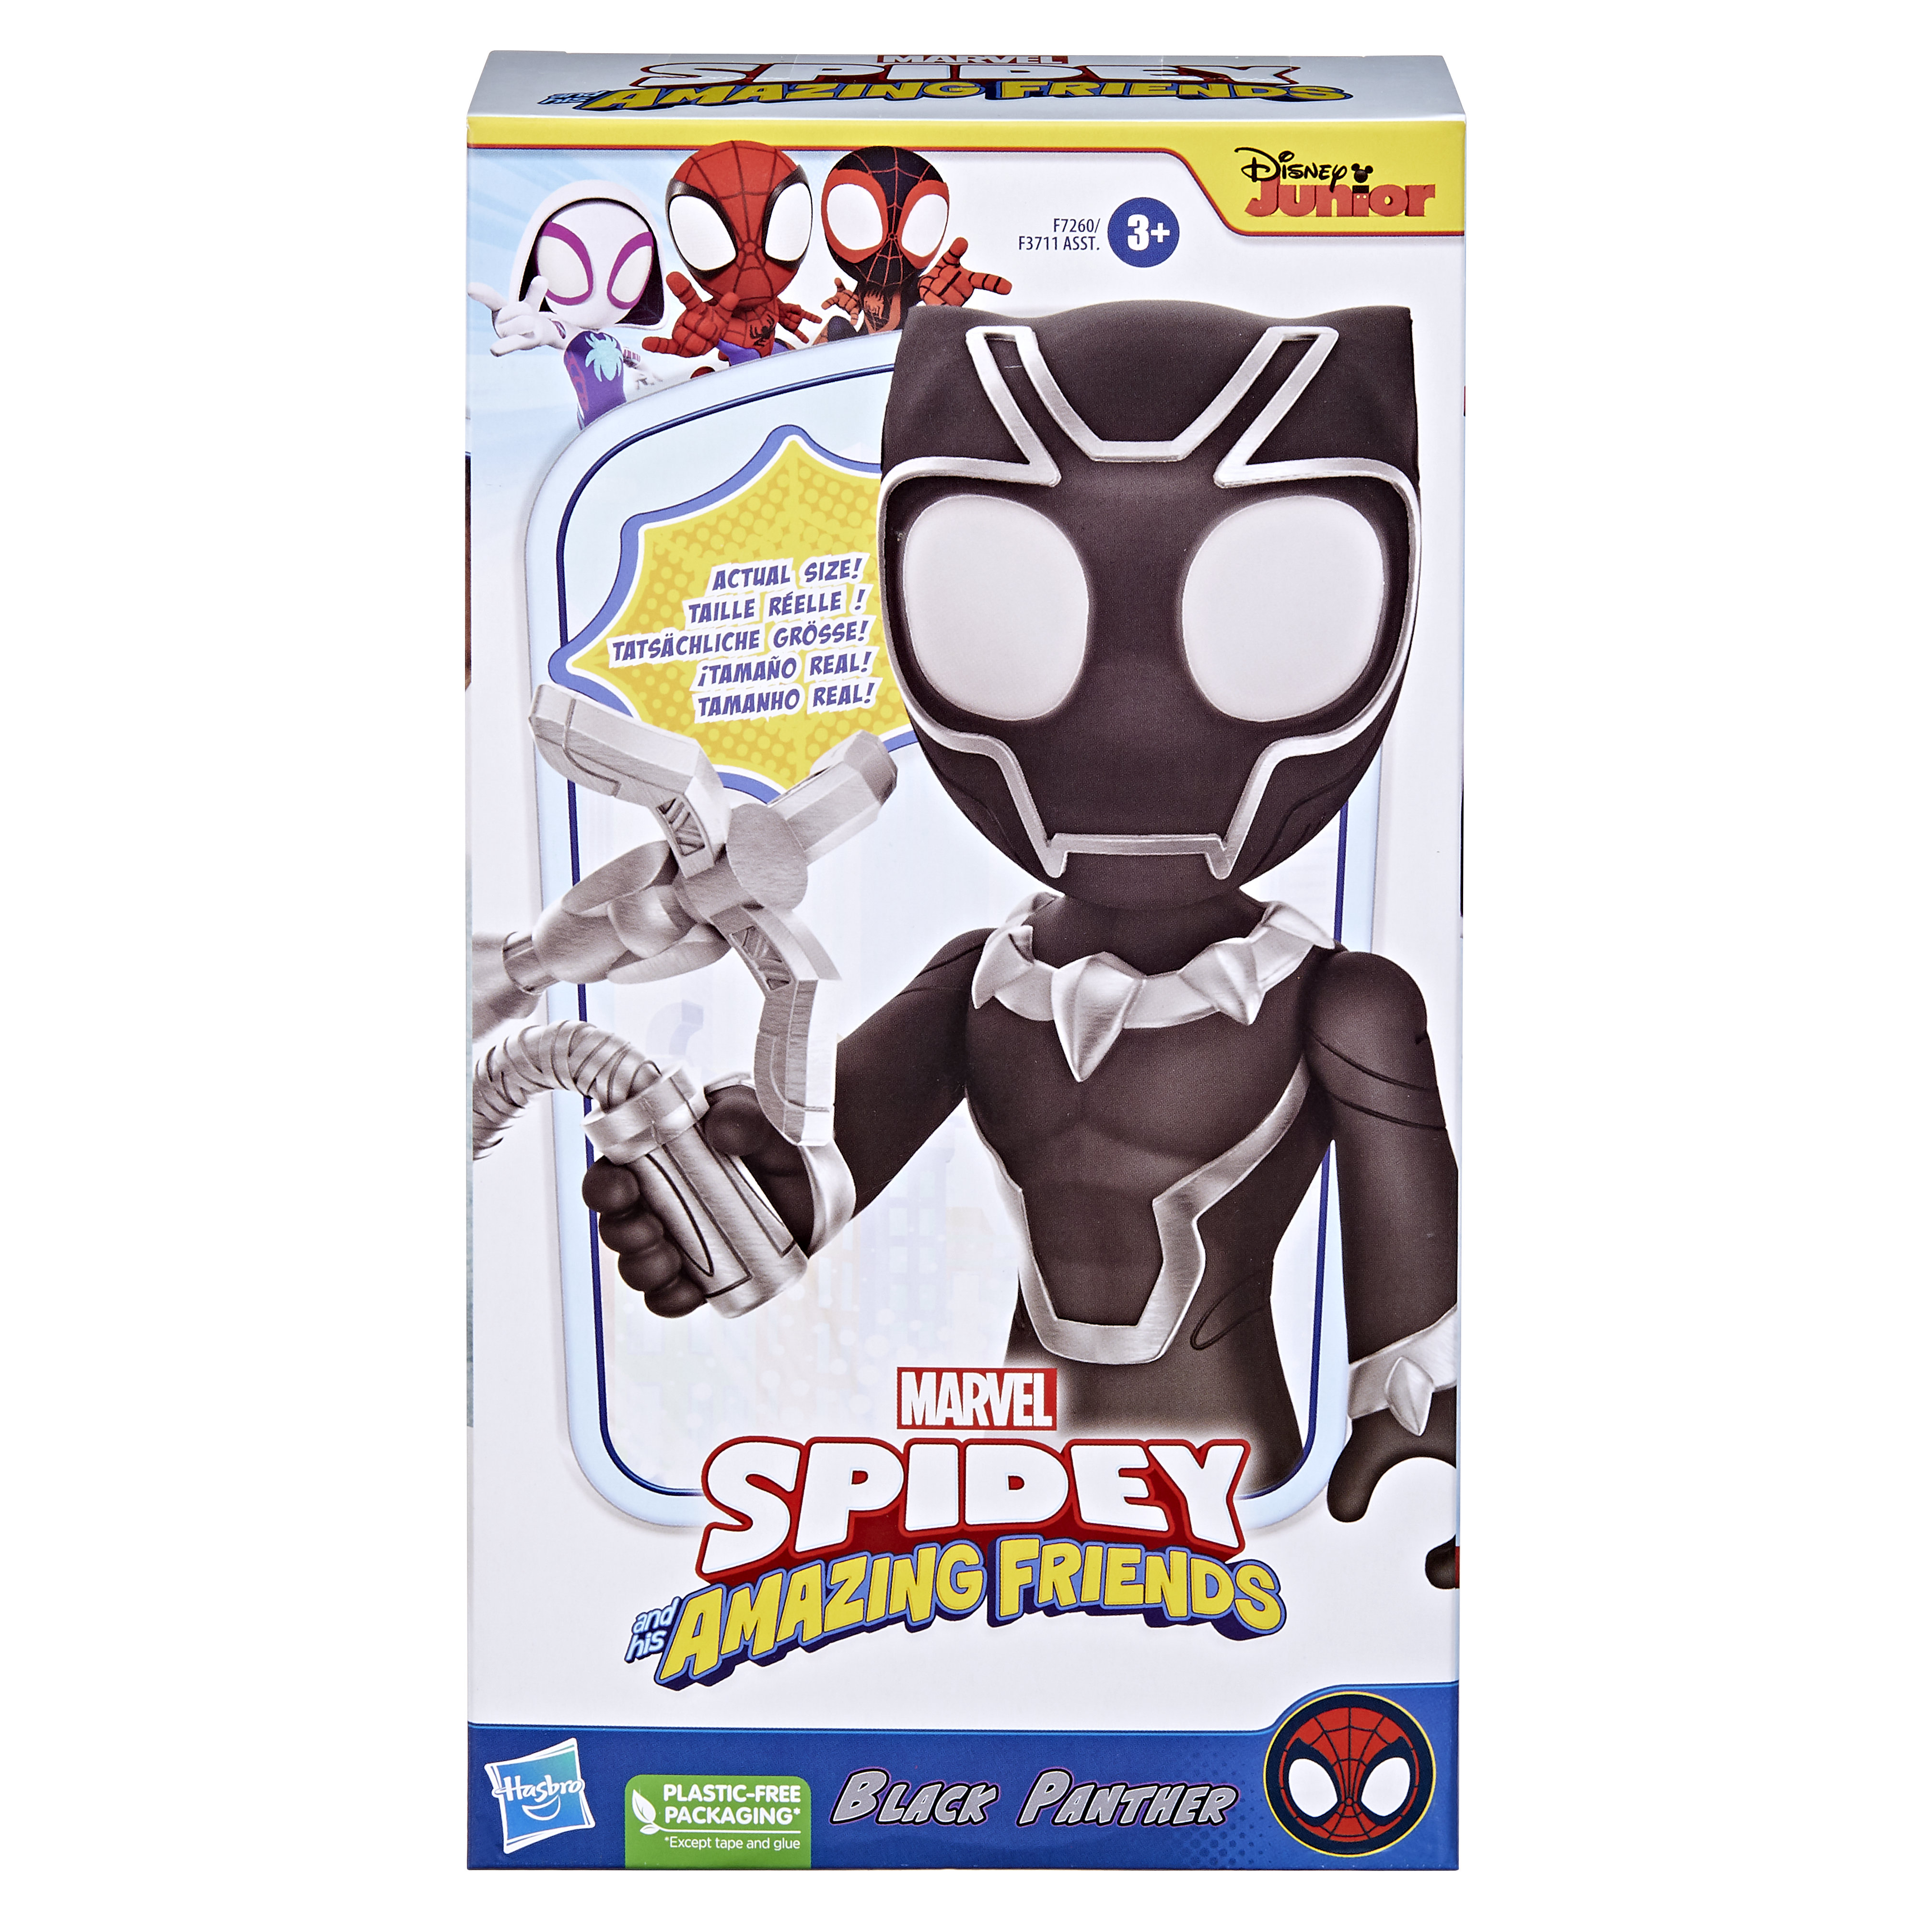 MARVEL
SPIDEY
and his AMAZING FRIENDS
Disney
Junior
F7260/
F3711 ASST.
3+
ACTUAL SIZE!
TAILLE RÉELLE !
TATSÄCHLICHE GRÖSSE!
¡TAMAÑO REAL!
TAMANHO REAL!
MARVEL
SPIDEY
and his AMAZING FRIENDS
Hasbro
PLASTIC-FREE
PACKAGING*
*Except tape and glue
BLACK PANTHER